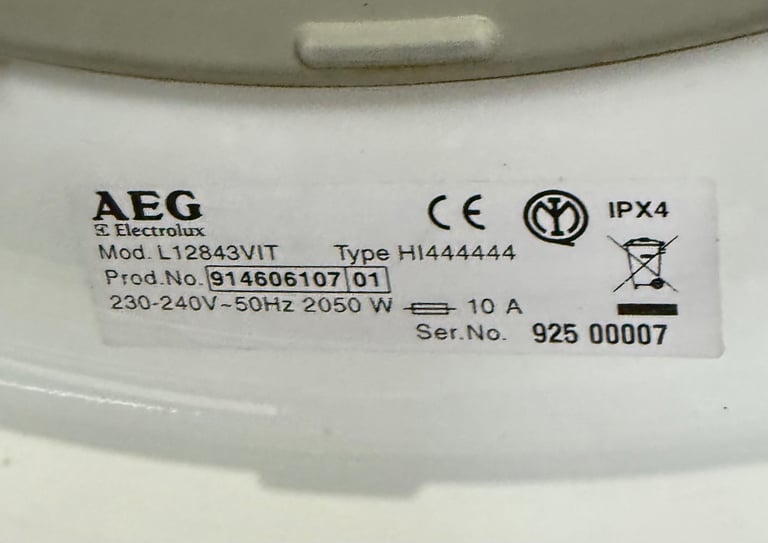 AEG
Electrolux
CE IPX4
Mod. L12843VIT Type HI444444
Prod.No. 914606107 01
230-240V~50Hz 2050 W 10 A
Ser.No. 925 00007